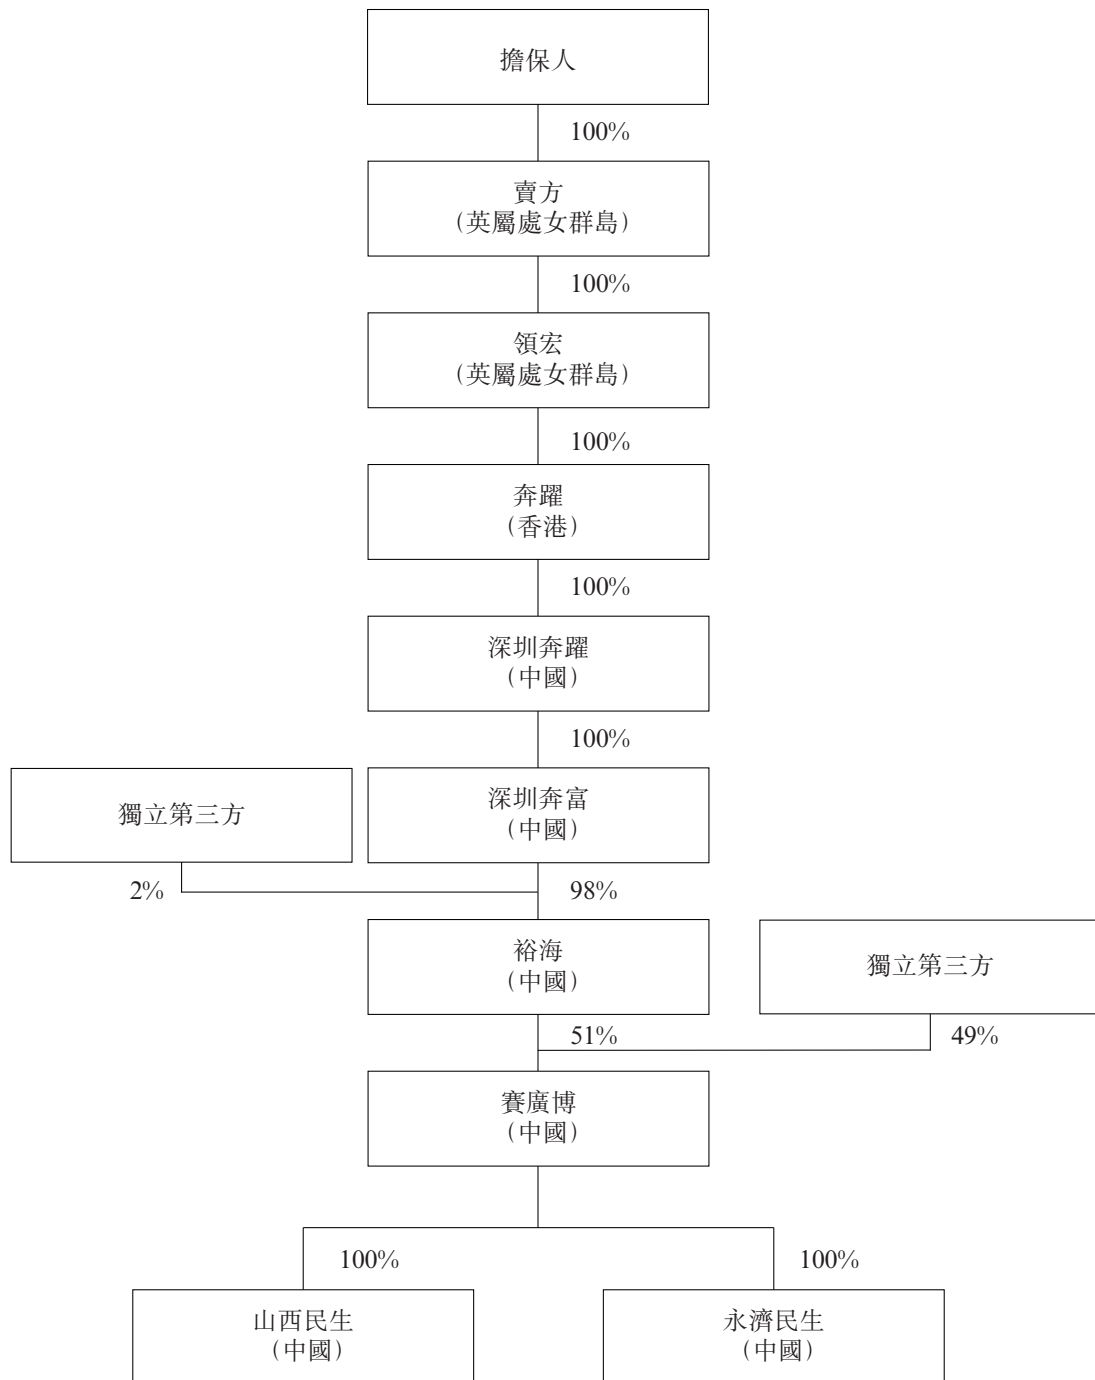 擔保人
100%
賣方
（英屬處女群島）
100%
領宏
（英屬處女群島）
100%
奔躍
（香港）
100%
深圳奔躍
（中國）
100%
獨立第三方
深圳奔富
（中國）
2%
98%
裕海
（中國）
獨立第三方
51%
49%
賽廣博
（中國）
100%
100%
山西民生
（中國）
永濟民生
（中國）